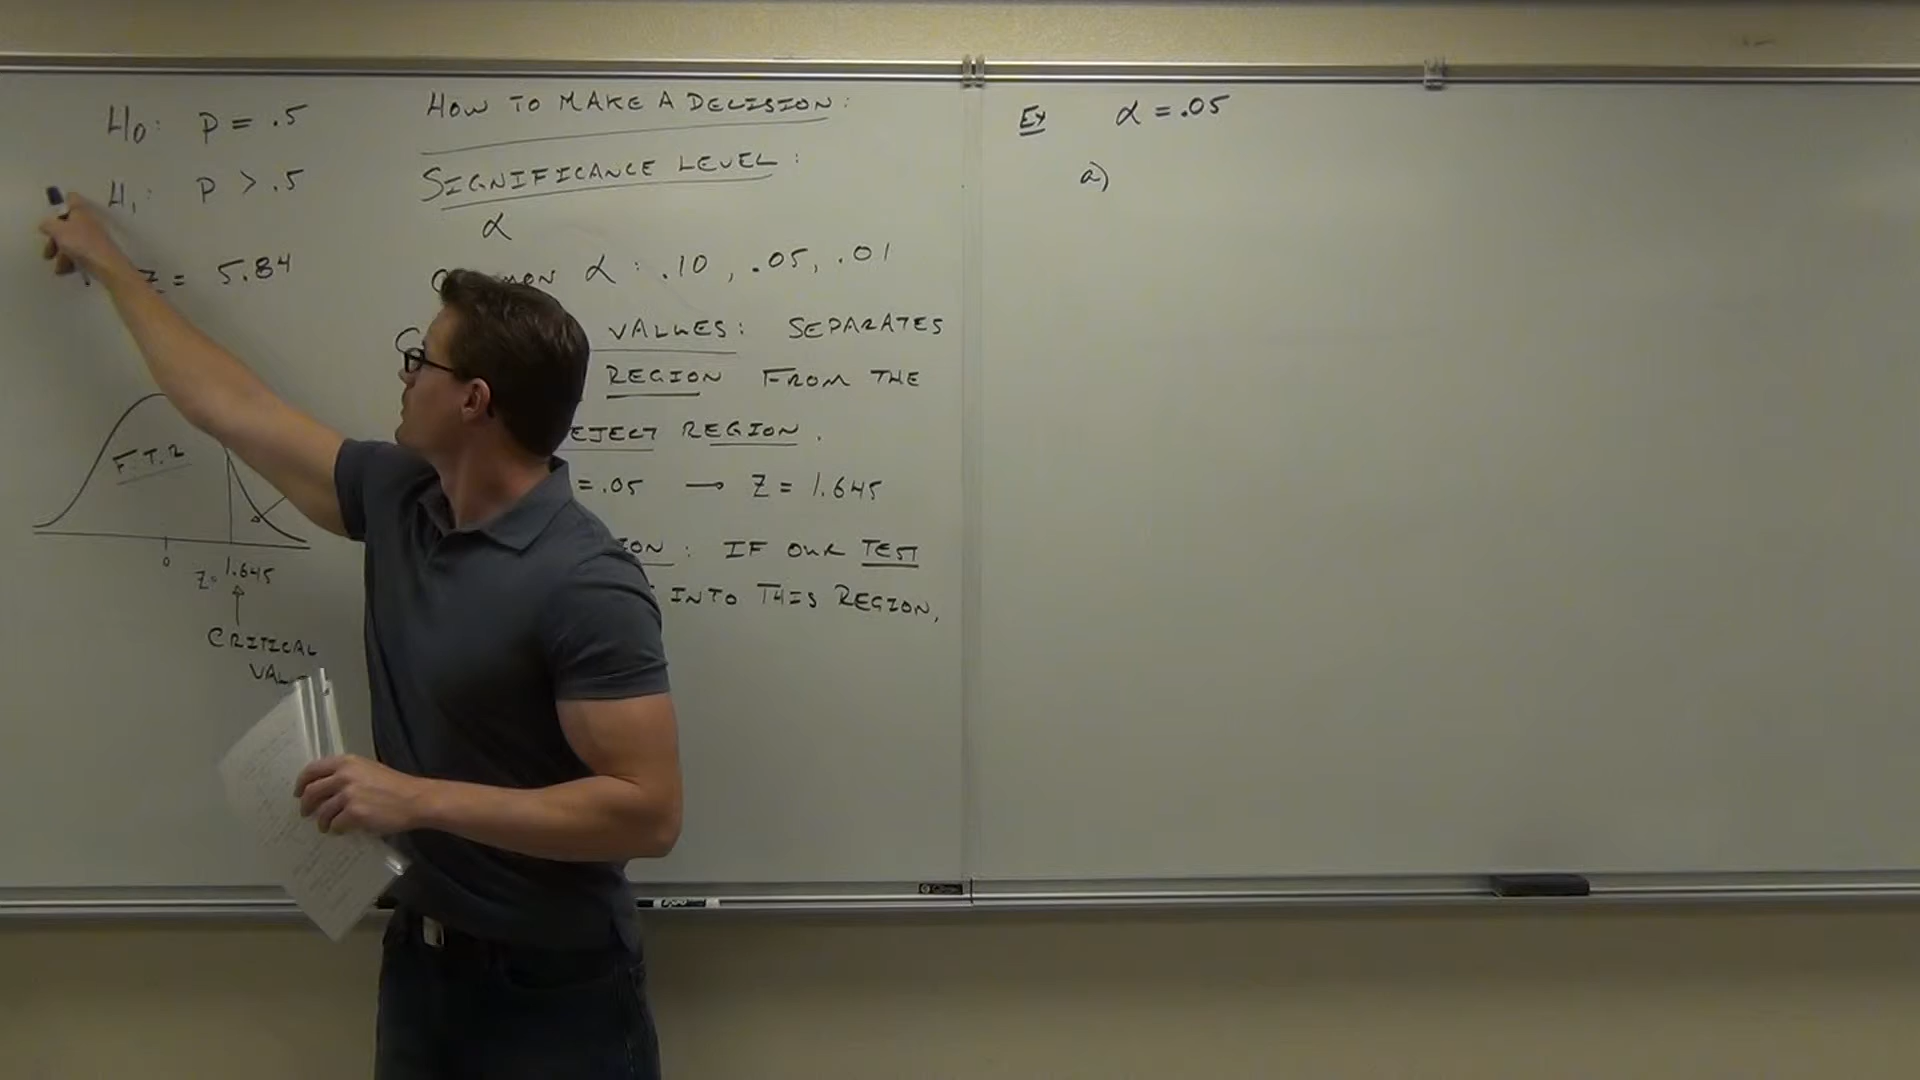 H₀: p = .5
H₁: p > .5
z = 5.84
F.T.R
0
z = 1.645
CRITICAL
HOW TO MAKE A DECISION:
SIGNIFICANCE LEVEL:
α
α: .10, .05, .01
VALUES: SEPARATES
REGION FROM THE
REGION.
= .05 → z = 1.645
: IF OUR TEST
INTO THIS REGION,
Ex α = .05
a)